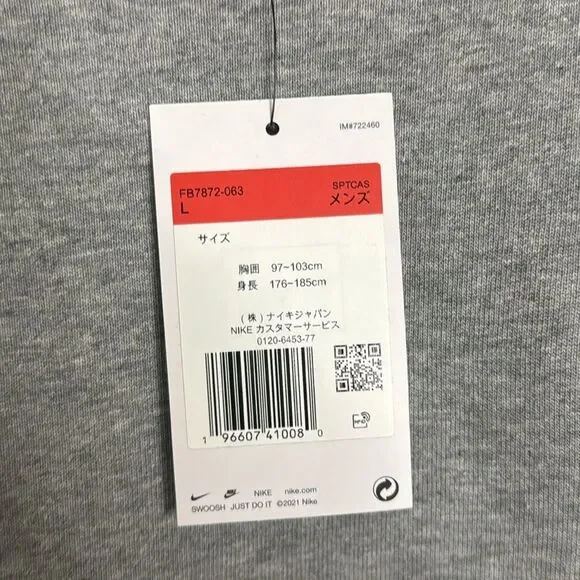 IM#722460
FB7872-063 SPTCAS
L メンズ
サイズ
胸囲 97~103cm
身長 176~185cm
(株)ナイキジャパン
NIKE カスタマーサービス
0120-6453-77
RFID
1 96607 41008 0
NIKE nike.com
SWOOSH JUST DO IT ©2021 Nike